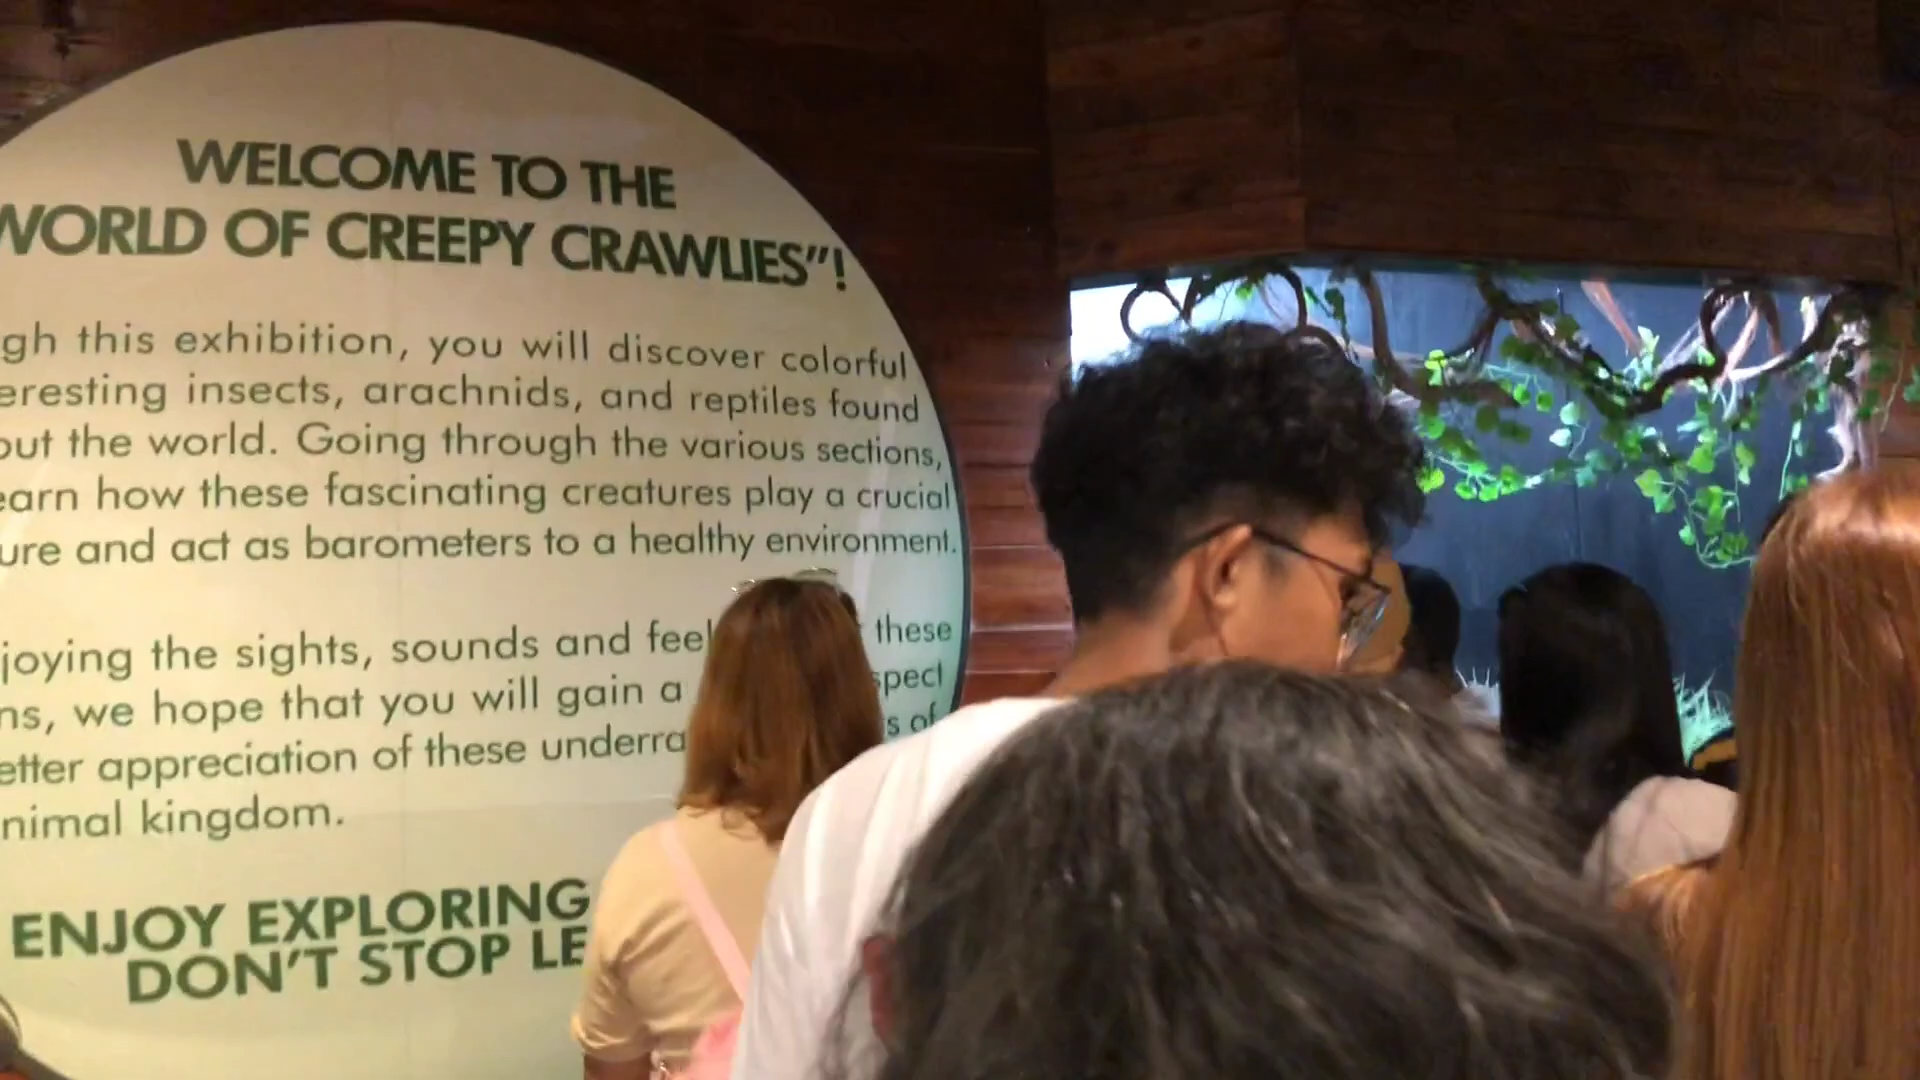 WELCOME TO THE
WORLD OF CREEPY CRAWLIES"!
gh this exhibition, you will discover colorful
eresting insects, arachnids, and reptiles found
out the world. Going through the various sections,
earn how these fascinating creatures play a crucial
ure and act as barometers to a healthy environment.
joying the sights, sounds and feel these
ns, we hope that you will gain a spect
etter appreciation of these underra s of
nimal kingdom.
ENJOY EXPLORING
DON'T STOP LE